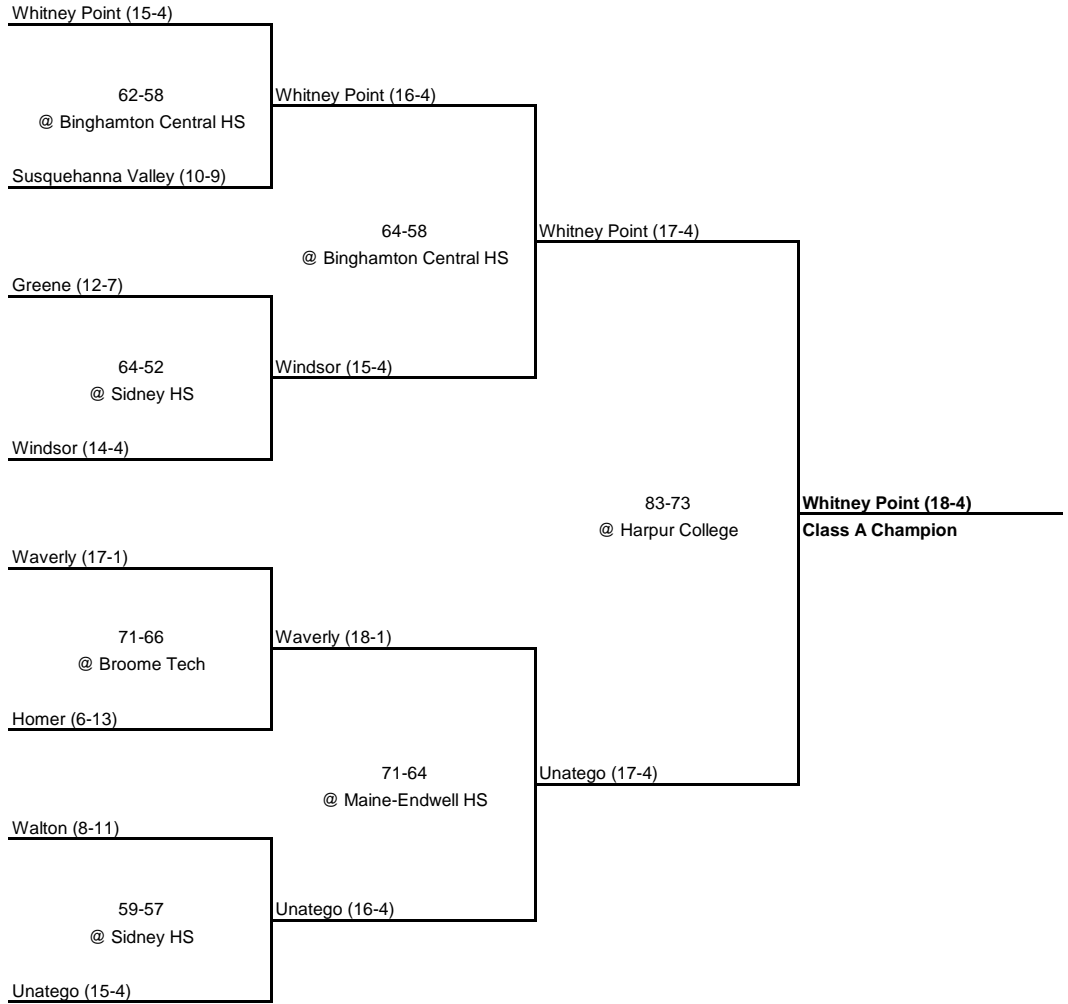 Whitney Point (15-4)
62-58
@ Binghamton Central HS
Whitney Point (16-4)
Susquehanna Valley (10-9)
64-58
@ Binghamton Central HS
Whitney Point (17-4)
Greene (12-7)
64-52
@ Sidney HS
Windsor (15-4)
Windsor (14-4)
83-73
@ Harpur College
Whitney Point (18-4)
Class A Champion
Waverly (17-1)
71-66
@ Broome Tech
Waverly (18-1)
Homer (6-13)
71-64
@ Maine-Endwell HS
Unatego (17-4)
Walton (8-11)
59-57
@ Sidney HS
Unatego (16-4)
Unatego (15-4)